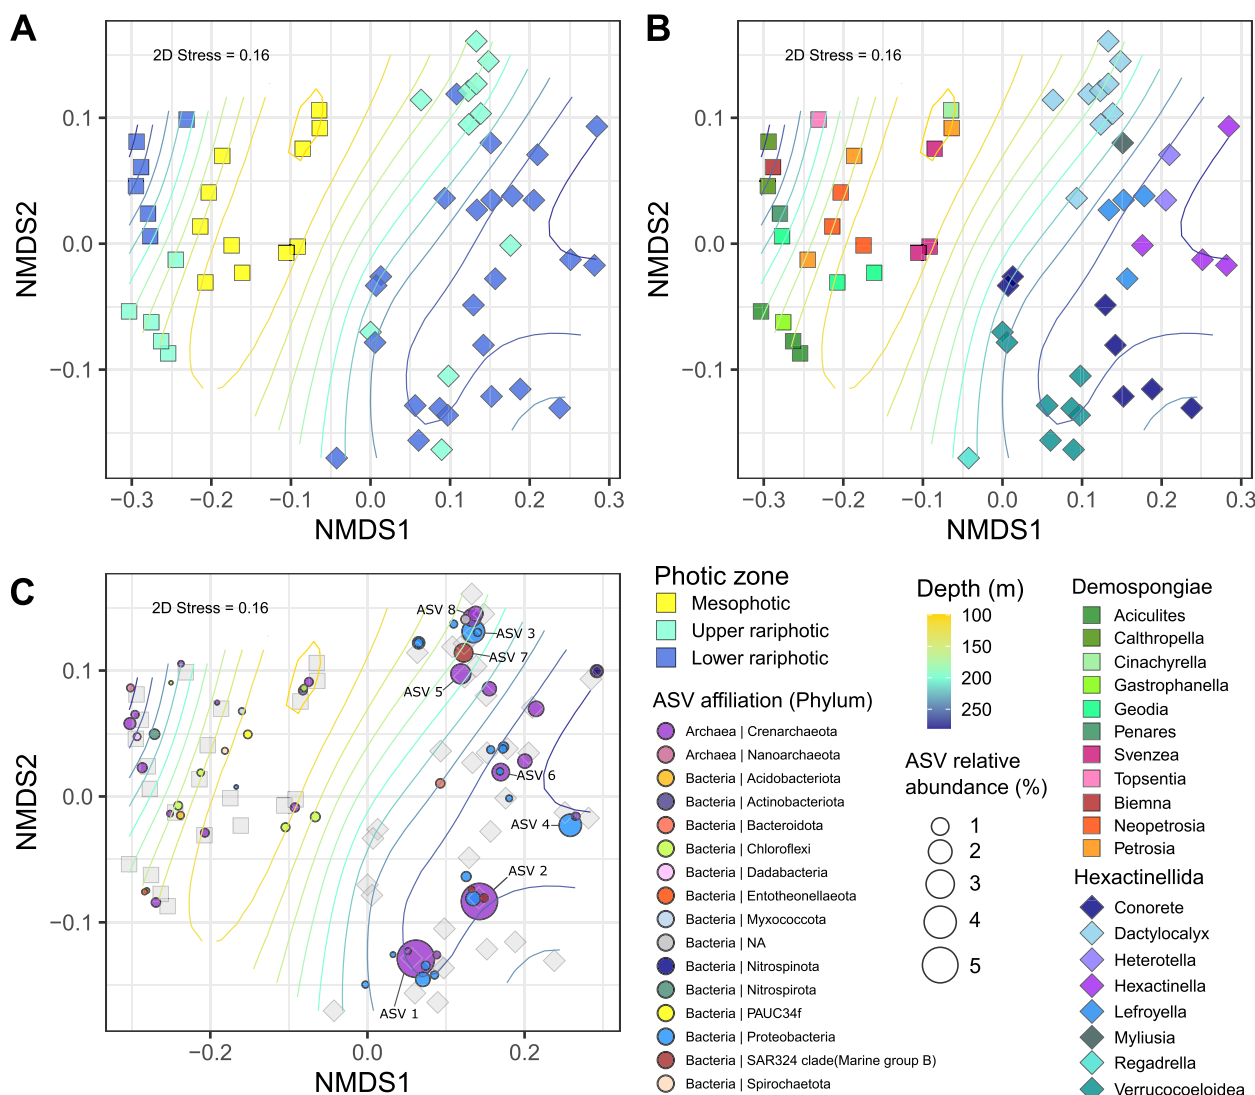 A
2D Stress = 0.16
NMDS2
0.1
0.0
−0.1
−0.3
−0.2
−0.1
0.0
0.1
0.2
0.3
NMDS1
B
2D Stress = 0.16
NMDS2
0.1
0.0
−0.1
−0.3
−0.2
−0.1
0.0
0.1
0.2
0.3
NMDS1
C
2D Stress = 0.16
NMDS2
0.1
0.0
−0.1
−0.2
0.0
0.2
NMDS1
ASV 8
ASV 3
ASV 7
ASV 5
ASV 6
ASV 4
ASV 2
ASV 1
Photic zone
Mesophotic
Upper rariphotic
Lower rariphotic
ASV affiliation (Phylum)
Archaea | Crenarchaeota
Archaea | Nanoarchaeota
Bacteria | Acidobacteriota
Bacteria | Actinobacteriota
Bacteria | Bacteroidota
Bacteria | Chloroflexi
Bacteria | Dadabacteria
Bacteria | Entotheonellaeota
Bacteria | Myxococcota
Bacteria | NA
Bacteria | Nitrospinota
Bacteria | Nitrospirota
Bacteria | PAUC34f
Bacteria | Proteobacteria
Bacteria | SAR324 clade(Marine group B)
Bacteria | Spirochaetota
Depth (m)
100
150
200
250
ASV relative
abundance (%)
1
2
3
4
5
Demospongiae
Aciculites
Calthropella
Cinachyrella
Gastrophanella
Geodia
Penares
Svenzea
Topsentia
Biemna
Neopetrosia
Petrosia
Hexactinellida
Conorete
Dactylocalyx
Heterotella
Hexactinella
Lefroyella
Myliusia
Regadrella
Verrucocoeloidea